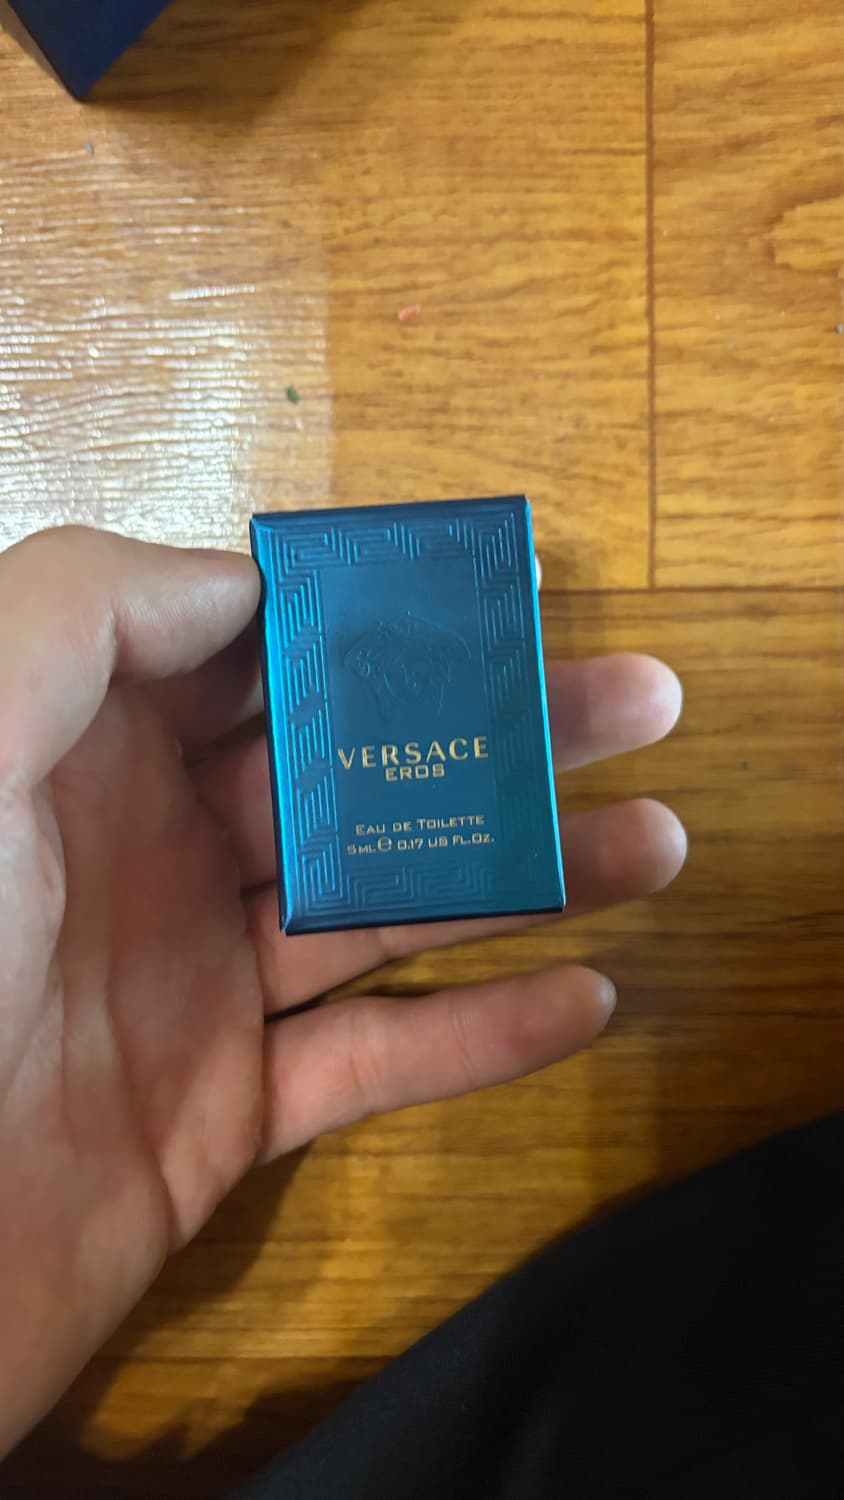 VERSACE
EROS
EAU DE TOILETTE
5 ML ℮ 0.17 US FL.OZ.